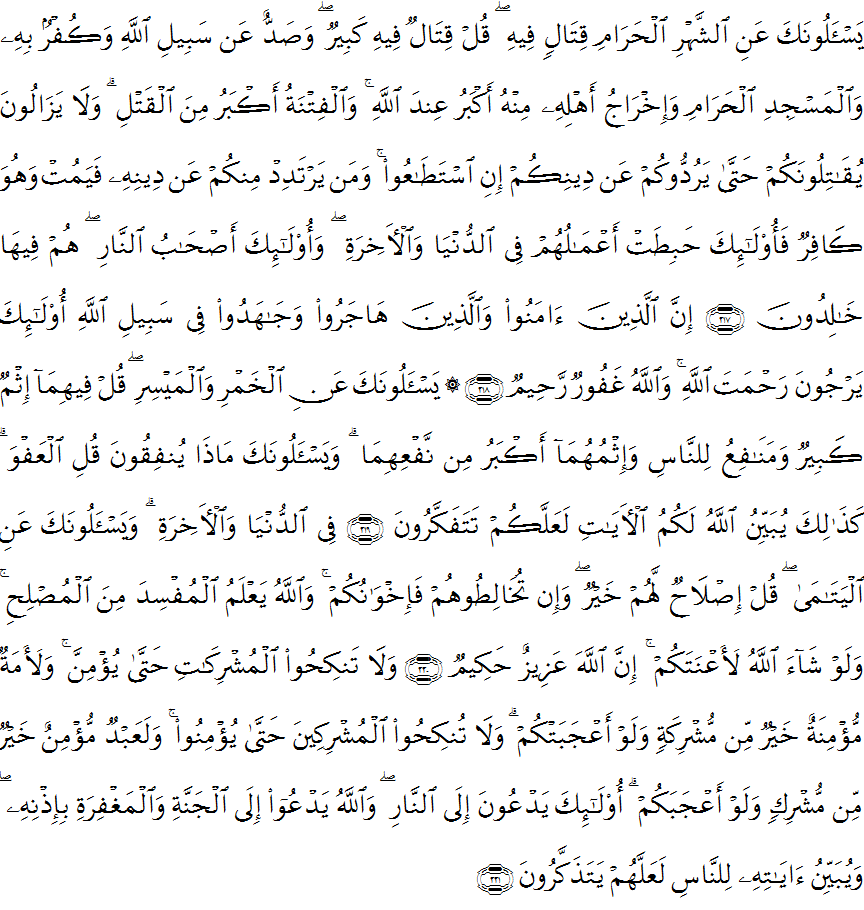 يَسْـَٔلُونَكَ عَنِ ٱلشَّهْرِ ٱلْحَرَامِ قِتَالٍ فِيهِ ۖ قُلْ قِتَالٌ فِيهِ كَبِيرٌ ۖ وَصَدٌّ عَن سَبِيلِ ٱللَّهِ وَكُفْرٌۢ بِهِۦ
وَٱلْمَسْجِدِ ٱلْحَرَامِ وَإِخْرَاجُ أَهْلِهِۦ مِنْهُ أَكْبَرُ عِندَ ٱللَّهِ ۚ وَٱلْفِتْنَةُ أَكْبَرُ مِنَ ٱلْقَتْلِ ۗ وَلَا يَزَالُونَ
يُقَـٰتِلُونَكُمْ حَتَّىٰ يَرُدُّوكُمْ عَن دِينِكُمْ إِنِ ٱسْتَطَـٰعُوا۟ ۚ وَمَن يَرْتَدِدْ مِنكُمْ عَن دِينِهِۦ فَيَمُتْ وَهُوَ
كَافِرٌ فَأُو۟لَـٰٓئِكَ حَبِطَتْ أَعْمَـٰلُهُمْ فِى ٱلدُّنْيَا وَٱلْـَٔاخِرَةِ ۖ وَأُو۟لَـٰٓئِكَ أَصْحَـٰبُ ٱلنَّارِ ۖ هُمْ فِيهَا
خَـٰلِدُونَ ٢١٧ إِنَّ ٱلَّذِينَ ءَامَنُوا۟ وَٱلَّذِينَ هَاجَرُوا۟ وَجَـٰهَدُوا۟ فِى سَبِيلِ ٱللَّهِ أُو۟لَـٰٓئِكَ
يَرْجُونَ رَحْمَتَ ٱللَّهِ ۚ وَٱللَّهُ غَفُورٌ رَّحِيمٌ ٢١٨ ۞ يَسْـَٔلُونَكَ عَنِ ٱلْخَمْرِ وَٱلْمَيْسِرِ ۖ قُلْ فِيهِمَآ إِثْمٌ
كَبِيرٌ وَمَنَـٰفِعُ لِلنَّاسِ وَإِثْمُهُمَآ أَكْبَرُ مِن نَّفْعِهِمَا ۗ وَيَسْـَٔلُونَكَ مَاذَا يُنفِقُونَ قُلِ ٱلْعَفْوَ ۗ
كَذَٰلِكَ يُبَيِّنُ ٱللَّهُ لَكُمُ ٱلْـَٔايَـٰتِ لَعَلَّكُمْ تَتَفَكَّرُونَ ٢١٩ فِى ٱلدُّنْيَا وَٱلْـَٔاخِرَةِ ۗ وَيَسْـَٔلُونَكَ عَنِ
ٱلْيَتَـٰمَىٰ ۖ قُلْ إِصْلَاحٌ لَّهُمْ خَيْرٌ ۖ وَإِن تُخَالِطُوهُمْ فَإِخْوَٰنُكُمْ ۚ وَٱللَّهُ يَعْلَمُ ٱلْمُفْسِدَ مِنَ ٱلْمُصْلِحِ ۚ
وَلَوْ شَآءَ ٱللَّهُ لَأَعْنَتَكُمْ ۚ إِنَّ ٱللَّهَ عَزِيزٌ حَكِيمٌ ٢٢٠ وَلَا تَنكِحُوا۟ ٱلْمُشْرِكَـٰتِ حَتَّىٰ يُؤْمِنَّ ۚ وَلَأَمَةٌ
مُّؤْمِنَةٌ خَيْرٌ مِّن مُّشْرِكَةٍ وَلَوْ أَعْجَبَتْكُمْ ۗ وَلَا تُنكِحُوا۟ ٱلْمُشْرِكِينَ حَتَّىٰ يُؤْمِنُوا۟ ۚ وَلَعَبْدٌ مُّؤْمِنٌ خَيْرٌ
مِّن مُّشْرِكٍ وَلَوْ أَعْجَبَكُمْ ۗ أُو۟لَـٰٓئِكَ يَدْعُونَ إِلَى ٱلنَّارِ ۖ وَٱللَّهُ يَدْعُوٓا۟ إِلَى ٱلْجَنَّةِ وَٱلْمَغْفِرَةِ بِإِذْنِهِۦ ۖ
وَيُبَيِّنُ ءَايَـٰتِهِۦ لِلنَّاسِ لَعَلَّهُمْ يَتَذَكَّرُونَ ٢٢١